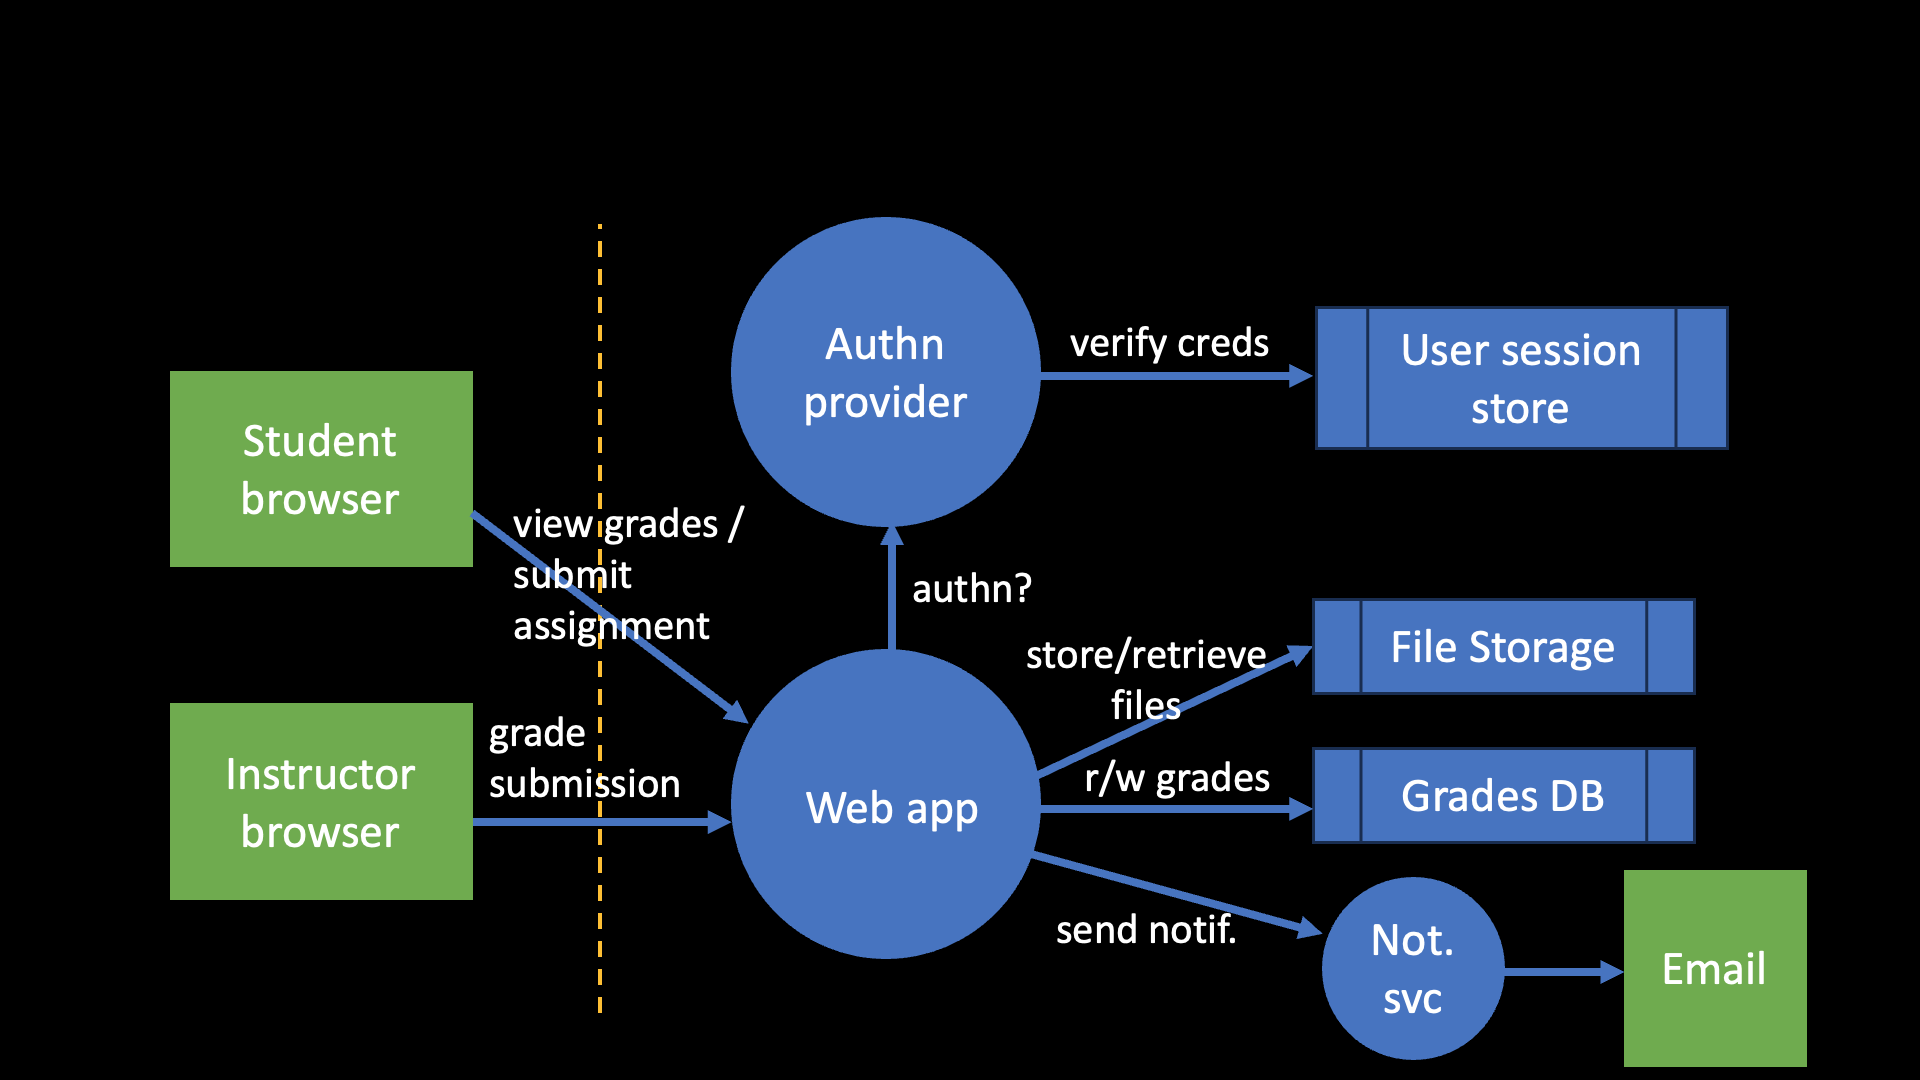 Authn
provider
verify creds
User session
store
Student
browser
view grades /
submit
assignment
authn?
store/retrieve
files
File Storage
Instructor
browser
grade
submission
Web app
r/w grades
Grades DB
send notif.
Not.
svc
Email